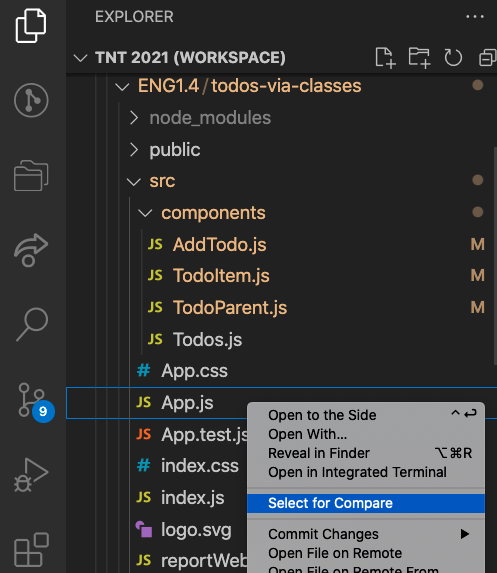 EXPLORER
TNT 2021 (WORKSPACE)
ENG1.4/todos-via-classes
node_modules
public
src
components
JS AddTodo.js M
JS TodoItem.js M
JS TodoParent.js M
JS Todos.js
# App.css
JS App.js
JS App.test.js
# index.css
JS index.js
logo.svg
JS reportWeb
9
Open to the Side ^↩
Open With...
Reveal in Finder ⌥⌘R
Open in Integrated Terminal
Select for Compare
Commit Changes
Open File on Remote
Open File on Remote From